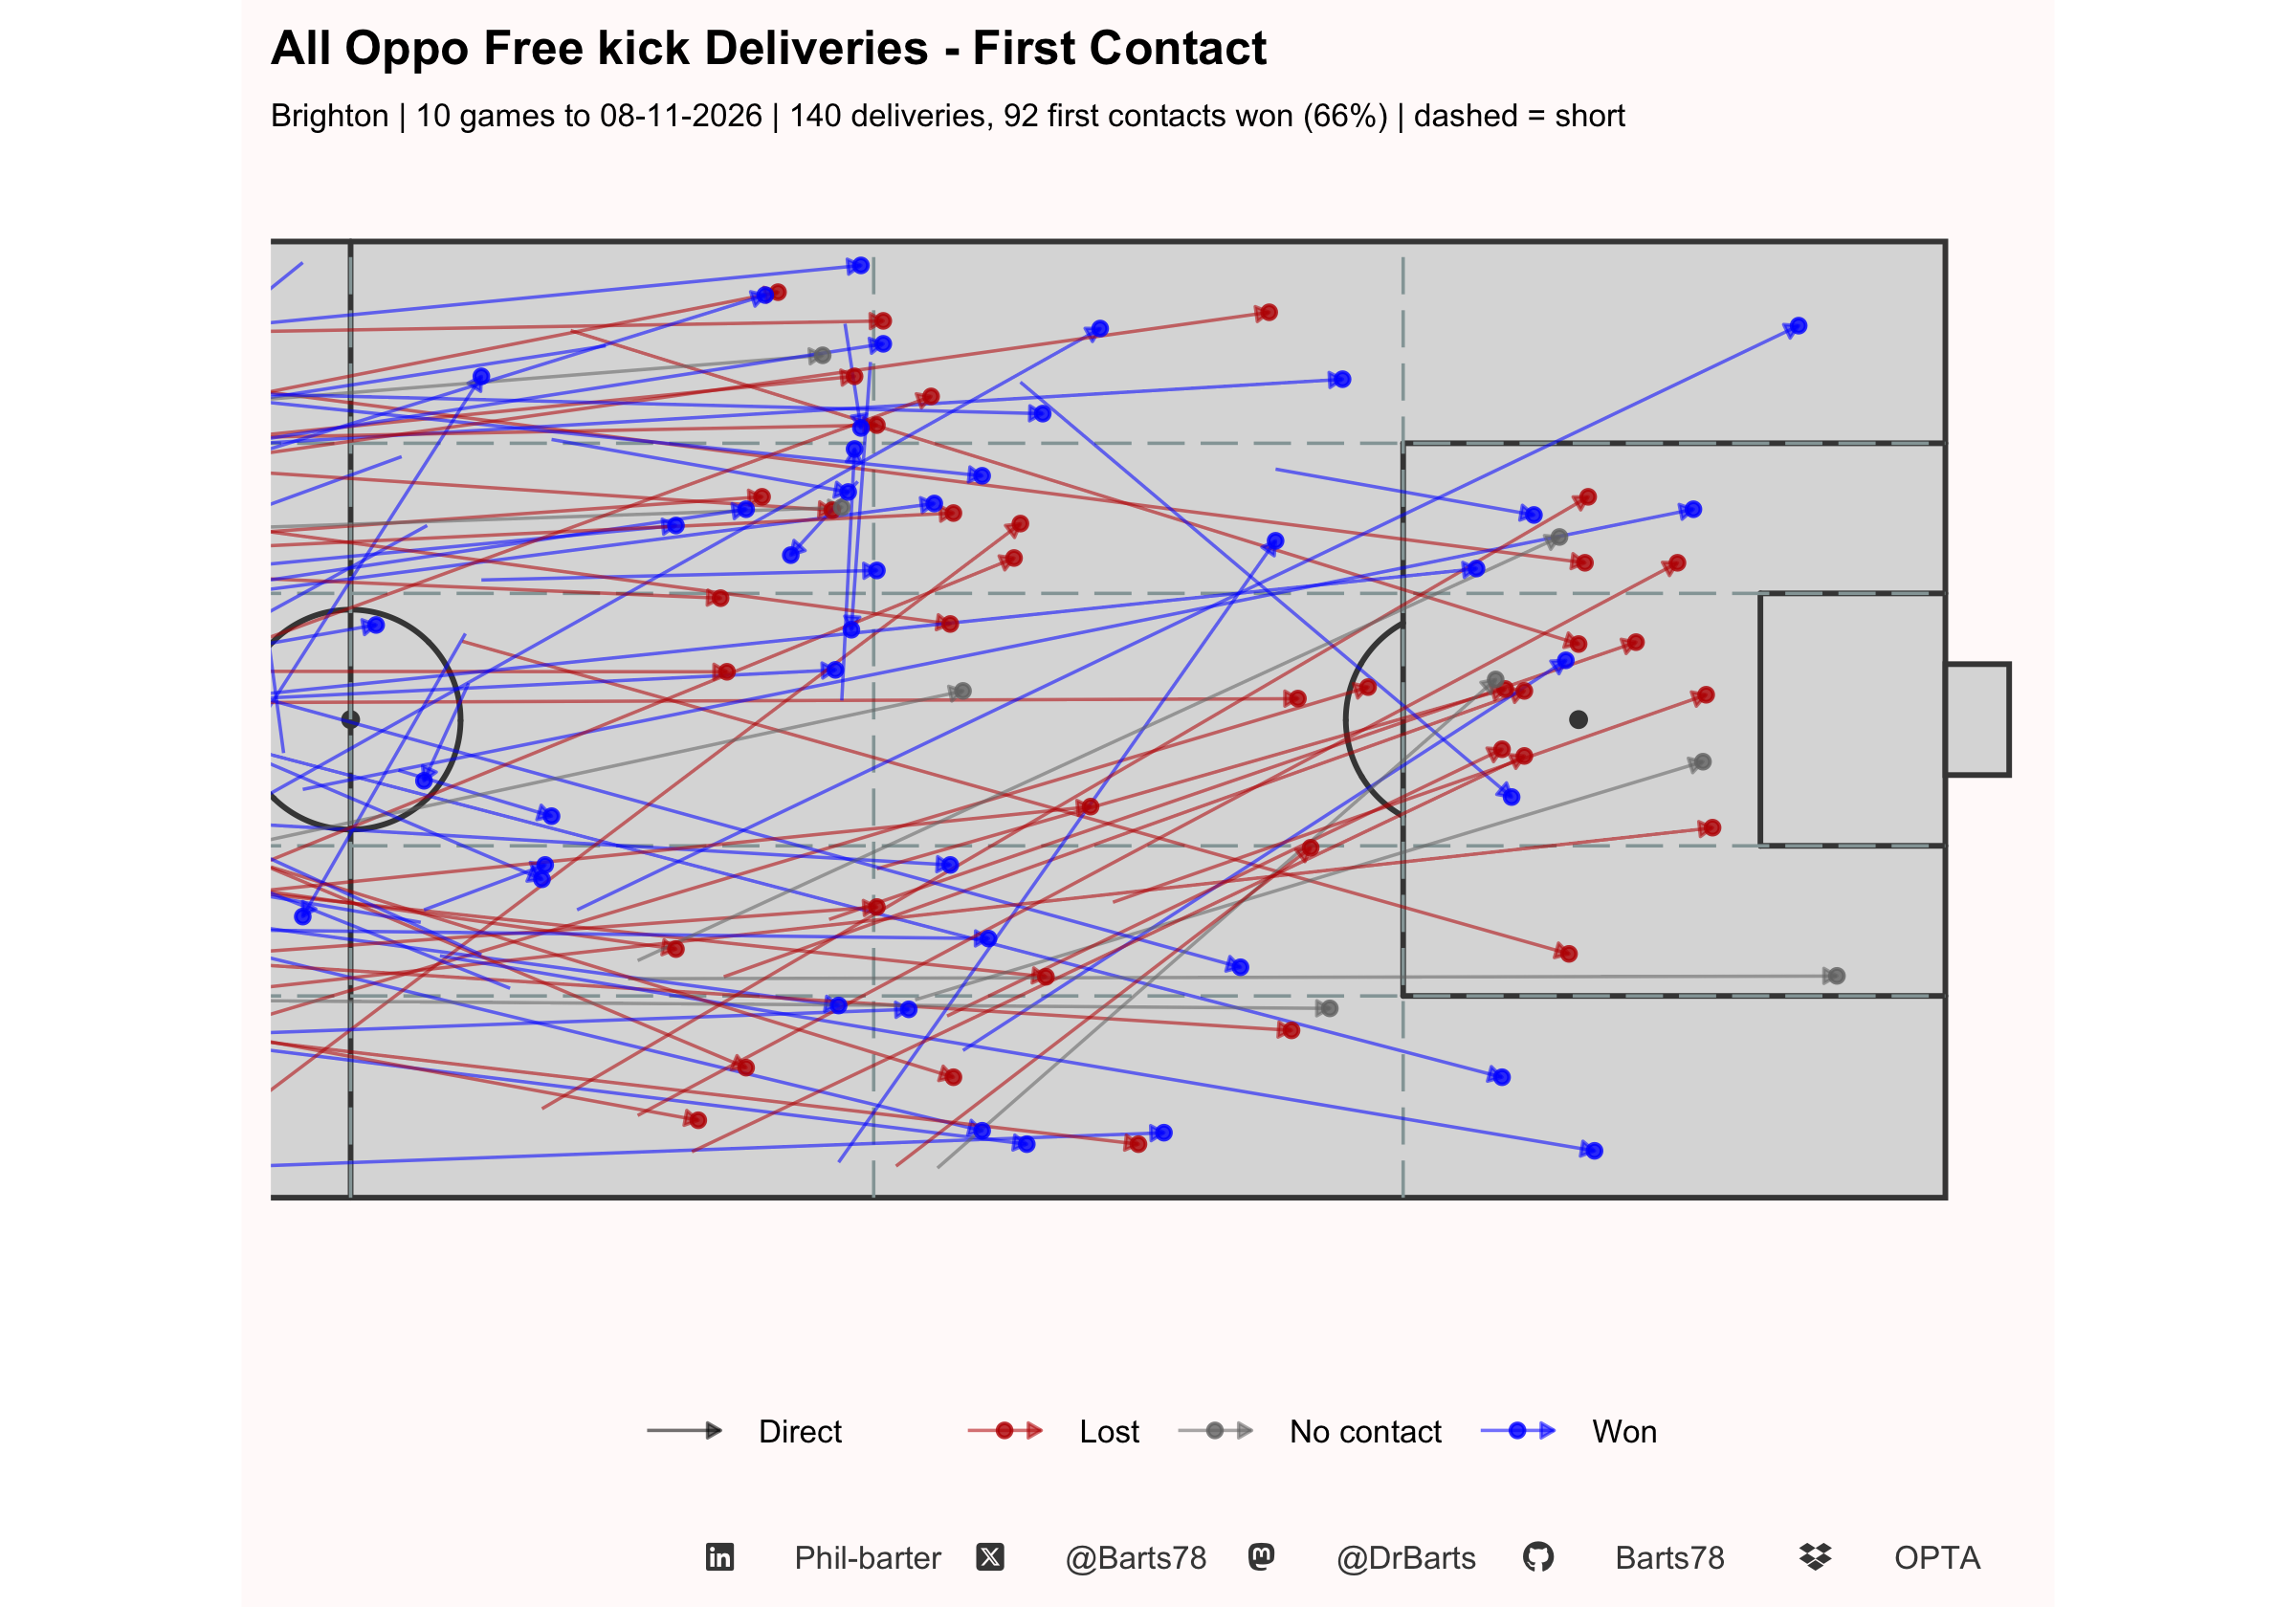 All Oppo Free kick Deliveries - First Contact
Brighton | 10 games to 08-11-2026 | 140 deliveries, 92 first contacts won (66%) | dashed = short
Direct Lost No contact Won
Phil-barter @Barts78 @DrBarts Barts78 OPTA